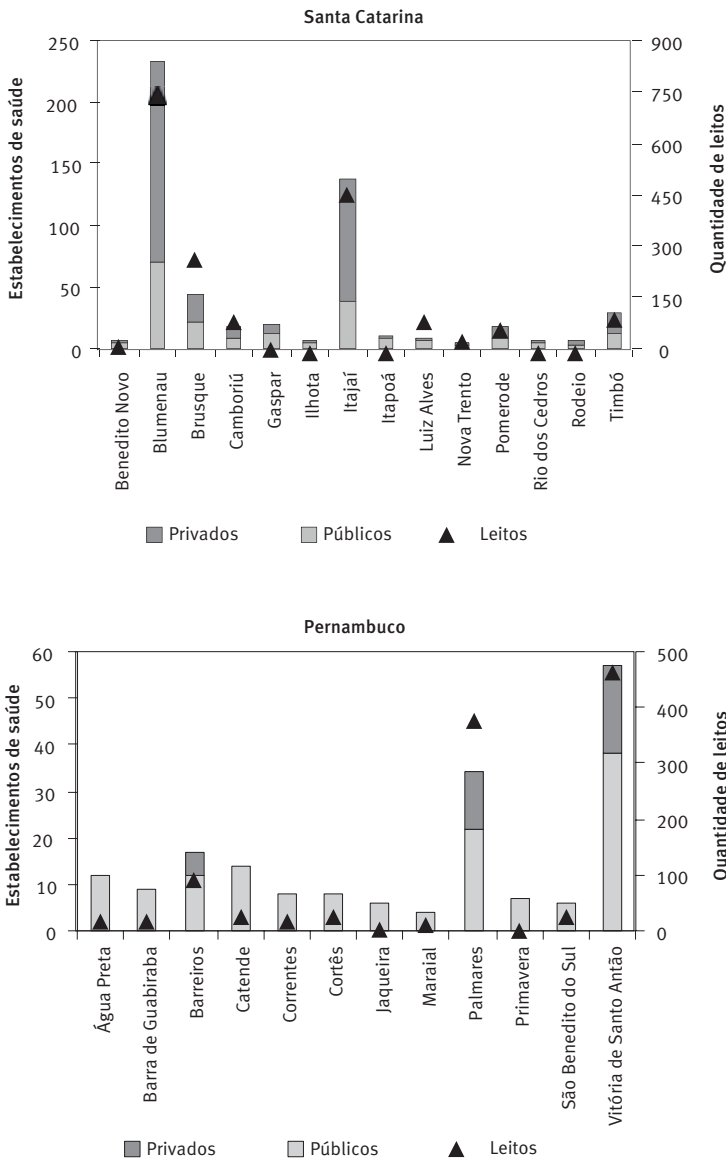 Santa Catarina
Estabelecimentos de saúde
250
200
150
100
50
0
900
750
600
450
300
150
0
Quantidade de leitos
Benedito Novo
Blumenau
Brusque
Camboriú
Gaspar
Ilhota
Itajaí
Itapoá
Luiz Alves
Nova Trento
Pomerode
Rio dos Cedros
Rodeio
Timbó
Privados Públicos Leitos
Pernambuco
Estabelecimentos de saúde
60
50
40
30
20
10
0
500
400
300
200
100
0
Quantidade de leitos
Água Preta
Barra de Guabiraba
Barreiros
Catende
Correntes
Cortês
Jaqueira
Maraial
Palmares
Primavera
São Benedito do Sul
Vitória de Santo Antão
Privados Públicos Leitos